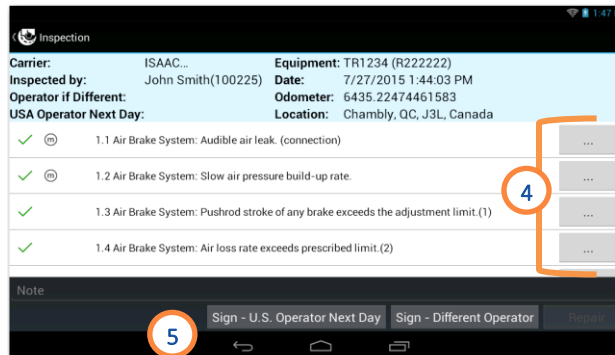 1:47
Inspection
Carrier: ISAAC... Equipment: TR1234 (R222222)
Inspected by: John Smith(100225) Date: 7/27/2015 1:44:03 PM
Operator if Different: Odometer: 6435.22474461583
USA Operator Next Day: Location: Chambly, QC, J3L, Canada
m 1.1 Air Brake System: Audible air leak. (connection) ...
m 1.2 Air Brake System: Slow air pressure build-up rate. ...
4
1.3 Air Brake System: Pushrod stroke of any brake exceeds the adjustment limit.(1) ...
1.4 Air Brake System: Air loss rate exceeds prescribed limit.(2) ...
Note
5 Sign - U.S. Operator Next Day Sign - Different Operator Repair